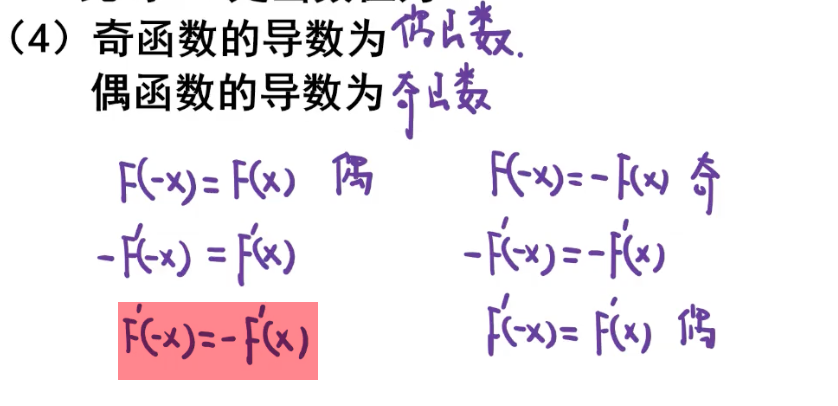 （4）奇函数的导数为偶函数.
偶函数的导数为奇函数
F(-x)=F(x) 偶
F(-x)=-F(x) 奇
-F'(-x)=F'(x)
-F'(-x)=-F'(x)
F'(-x)=-F'(x)
F'(-x)=F'(x) 偶